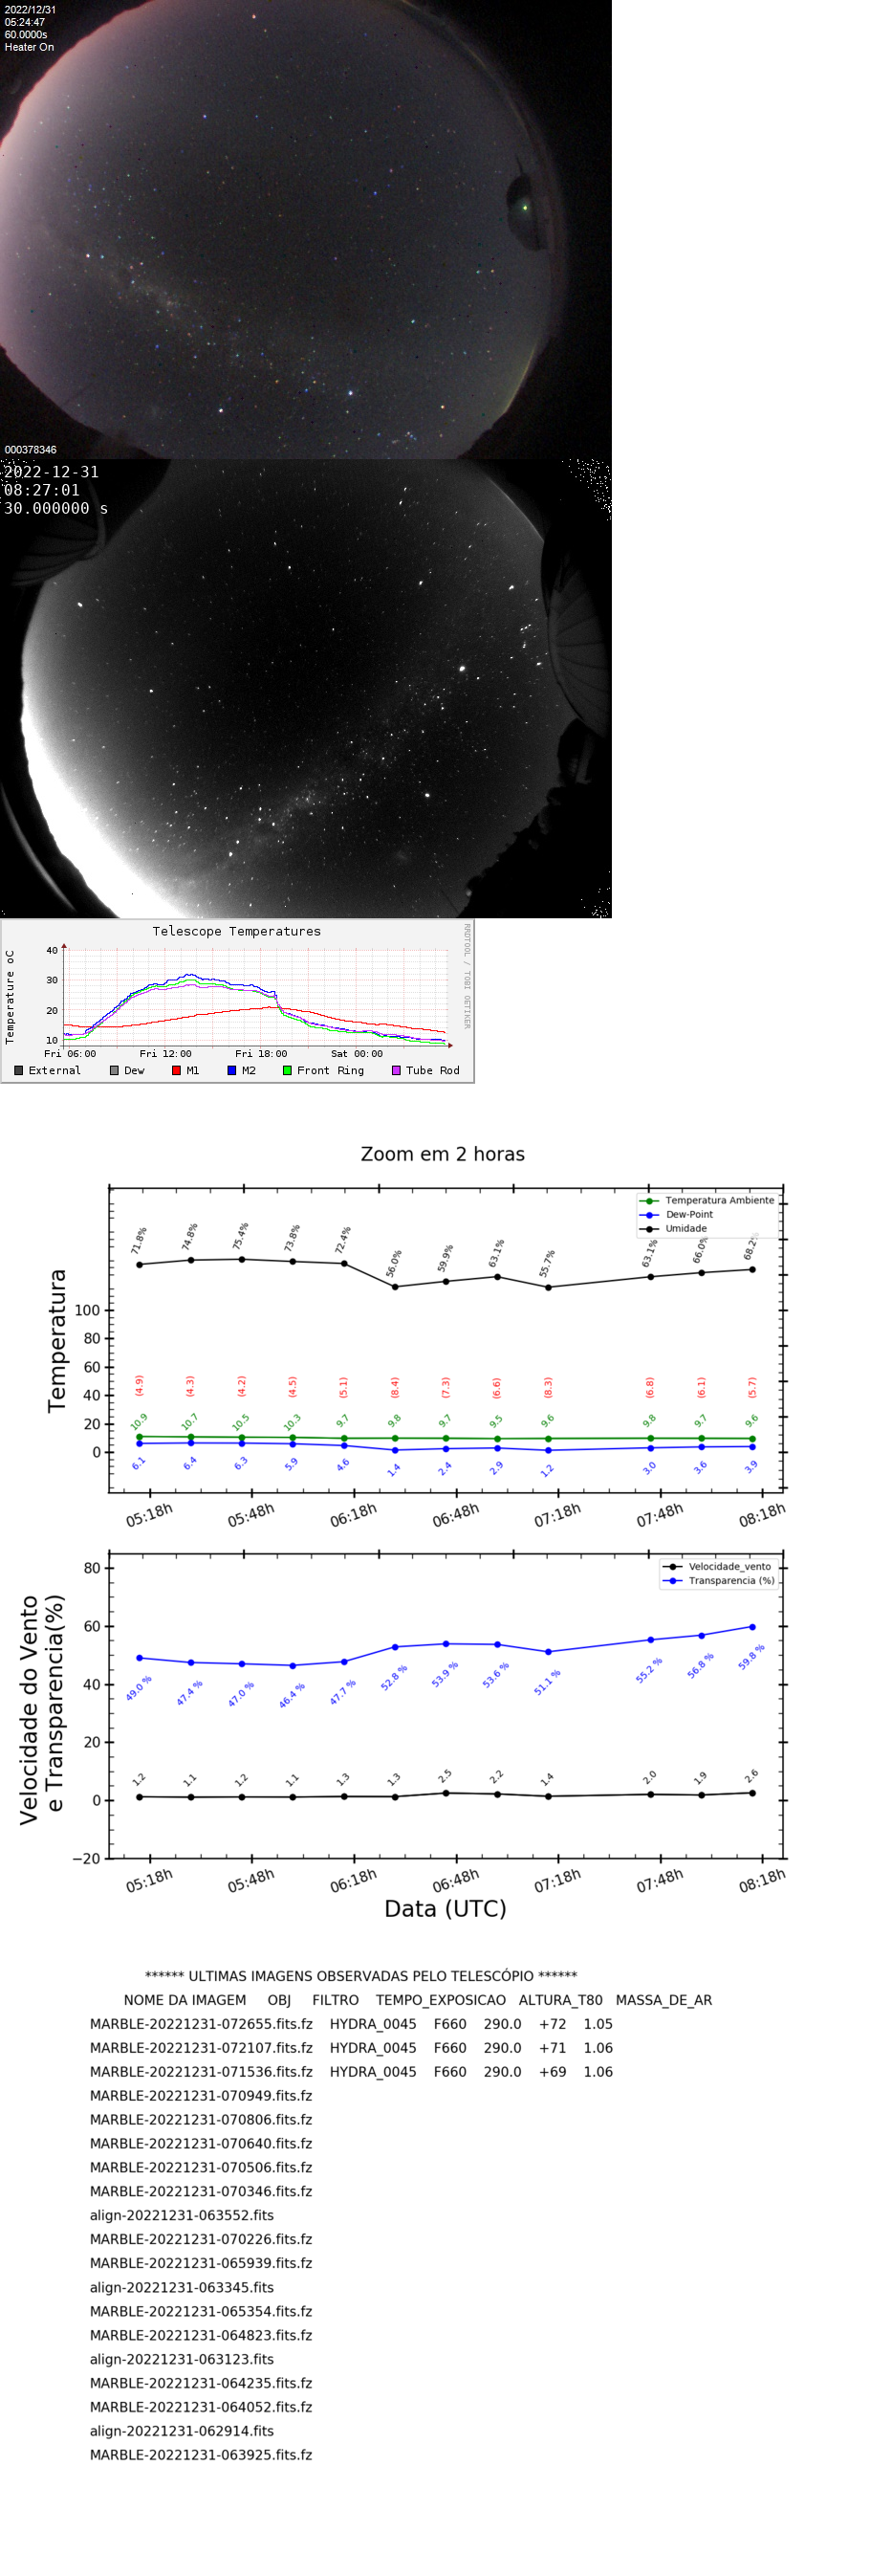 2022/12/31
05:24:47
60.0000s
Heater On
000378346
2022-12-31
08:27:01
30.000000 s
Telescope Temperatures
RRDTOOL / TOBI OETIKER
Temperature oC
40
30
20
10
Fri 06:00 Fri 12:00 Fri 18:00 Sat 00:00
External Dew M1 M2 Front Ring Tube Rod
Zoom em 2 horas
Temperatura Ambiente
Dew-Point
Umidade
71.8% 74.8% 75.4% 73.8% 72.4% 56.0% 59.9% 63.1% 55.7% 63.1% 66.0% 68.2%
Temperatura
100
80
60
40
20
0
(4.9) (4.3) (4.2) (4.5) (5.1) (8.4) (7.3) (6.6) (8.3) (6.8) (6.1) (5.7)
10.9 10.7 10.5 10.3 9.7 9.8 9.7 9.5 9.6 9.8 9.7 9.6
6.1 6.4 6.3 5.9 4.6 1.4 2.4 2.9 1.2 3.0 3.6 3.9
05:18h 05:48h 06:18h 06:48h 07:18h 07:48h 08:18h
Velocidade_vento
Transparencia (%)
Velocidade do Vento
e Transparencia(%)
80
60
40
20
0
−20
49.0 % 47.4 % 47.0 % 46.4 % 47.7 % 52.8 % 53.9 % 53.6 % 51.1 % 55.2 % 56.8 % 59.8 %
1.2 1.1 1.2 1.1 1.3 1.3 2.5 2.2 1.4 2.0 1.9 2.6
05:18h 05:48h 06:18h 06:48h 07:18h 07:48h 08:18h
Data (UTC)
****** ULTIMAS IMAGENS OBSERVADAS PELO TELESCÓPIO ******
NOME DA IMAGEM OBJ FILTRO TEMPO_EXPOSICAO ALTURA_T80 MASSA_DE_AR
MARBLE-20221231-072655.fits.fz HYDRA_0045 F660 290.0 +72 1.05
MARBLE-20221231-072107.fits.fz HYDRA_0045 F660 290.0 +71 1.06
MARBLE-20221231-071536.fits.fz HYDRA_0045 F660 290.0 +69 1.06
MARBLE-20221231-070949.fits.fz
MARBLE-20221231-070806.fits.fz
MARBLE-20221231-070640.fits.fz
MARBLE-20221231-070506.fits.fz
MARBLE-20221231-070346.fits.fz
align-20221231-063552.fits
MARBLE-20221231-070226.fits.fz
MARBLE-20221231-065939.fits.fz
align-20221231-063345.fits
MARBLE-20221231-065354.fits.fz
MARBLE-20221231-064823.fits.fz
align-20221231-063123.fits
MARBLE-20221231-064235.fits.fz
MARBLE-20221231-064052.fits.fz
align-20221231-062914.fits
MARBLE-20221231-063925.fits.fz